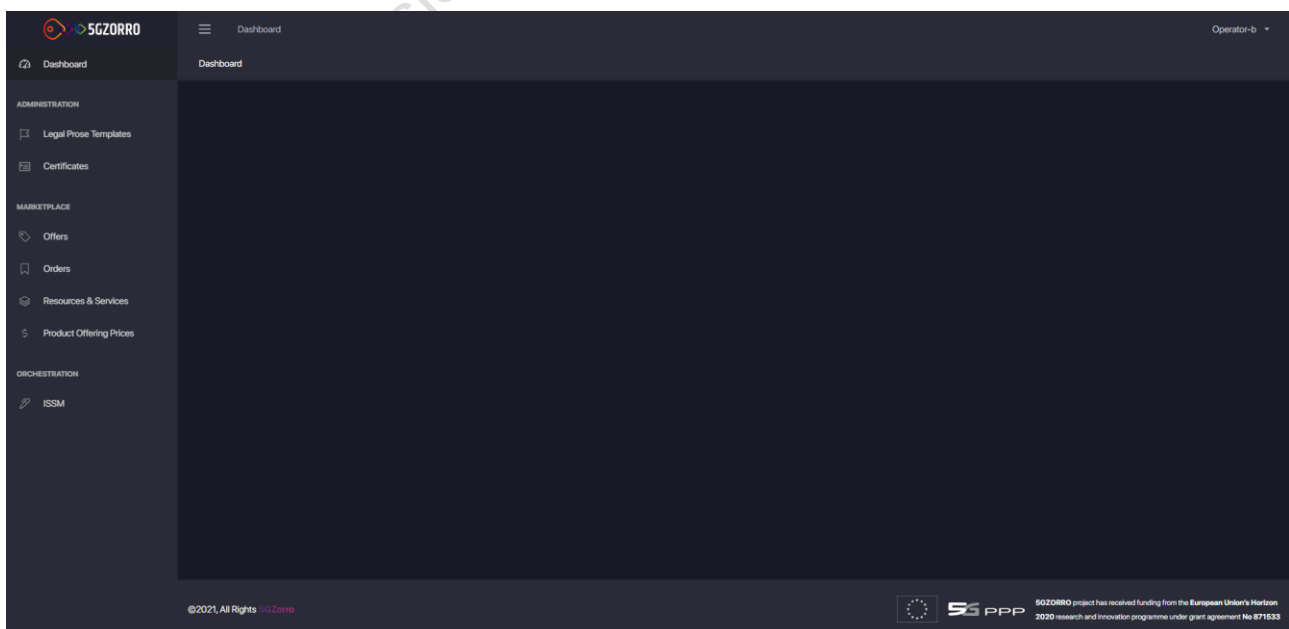 5GZORRO
Dashboard
Operator-b
Dashboard
Dashboard
ADMINISTRATION
Legal Prose Templates
Certificates
MARKETPLACE
Offers
Orders
Resources & Services
Product Offering Prices
ORCHESTRATION
ISSM
©2021, All Rights 5GZorro
5G PPP
5GZORRO project has received funding from the European Union's Horizon
2020 research and innovation programme under grant agreement No 871533